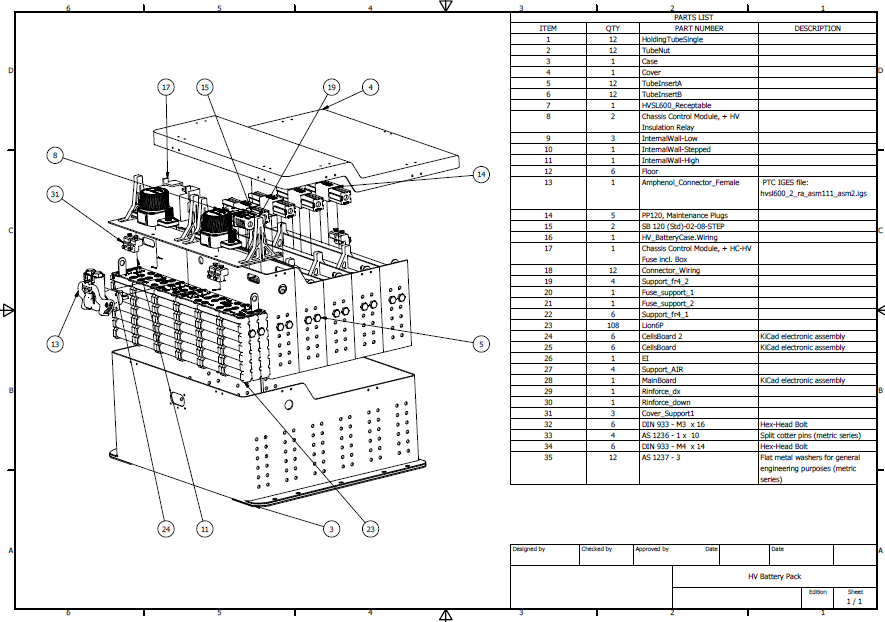 6 5 4 3 2 1
PARTS LIST
ITEM QTY PART NUMBER DESCRIPTION
1 12 HoldingTubeSingle
2 12 TubeNut
3 1 Case
4 1 Cover
5 12 TubeInsertA
6 12 TubeInsertB
7 1 HVSL600_Receptable
8 2 Chassis Control Module, + HV
Insulation Relay
9 3 InternalWall-Low
10 1 InternalWall-Stepped
11 1 InternalWall-High
12 6 Floor
13 1 Amphenol_Connector_Female PTC IGES file:
hvsl600_2_ra_asm111_asm2.igs
14 5 PP120, Maintenance Plugs
15 2 SB 120 (Std)-02-08-STEP
16 1 HV_BatteryCase.Wiring
17 1 Chassis Control Module, + HC-HV
Fuse incl. Box
18 12 Connector_Wiring
19 4 Support_fr4_2
20 1 Fuse_support_1
21 1 Fuse_support_2
22 6 Support_fr4_1
23 108 Lion6P
24 6 CellsBoard 2 KiCad electronic assembly
25 6 CellsBoard KiCad electronic assembly
26 1 EI
27 4 Support_AIR
28 1 MainBoard KiCad electronic assembly
29 1 Rinforce_dx
30 1 Rinforce_down
31 3 Cover_Support1
32 6 DIN 933 - M3 x 16 Hex-Head Bolt
33 4 AS 1236 - 1 x 10 Split cotter pins (metric series)
34 6 DIN 933 - M4 x 14 Hex-Head Bolt
35 12 AS 1237 - 3 Flat metal washers for general
engineering purposes (metric
series)
D D
17 15 19 4
8 14
31
C C
13 5
B B
24 11 3 23
A A
Designed by Checked by Approved by Date Date
HV Battery Pack
Edition Sheet
1 / 1
6 5 4 3 2 1